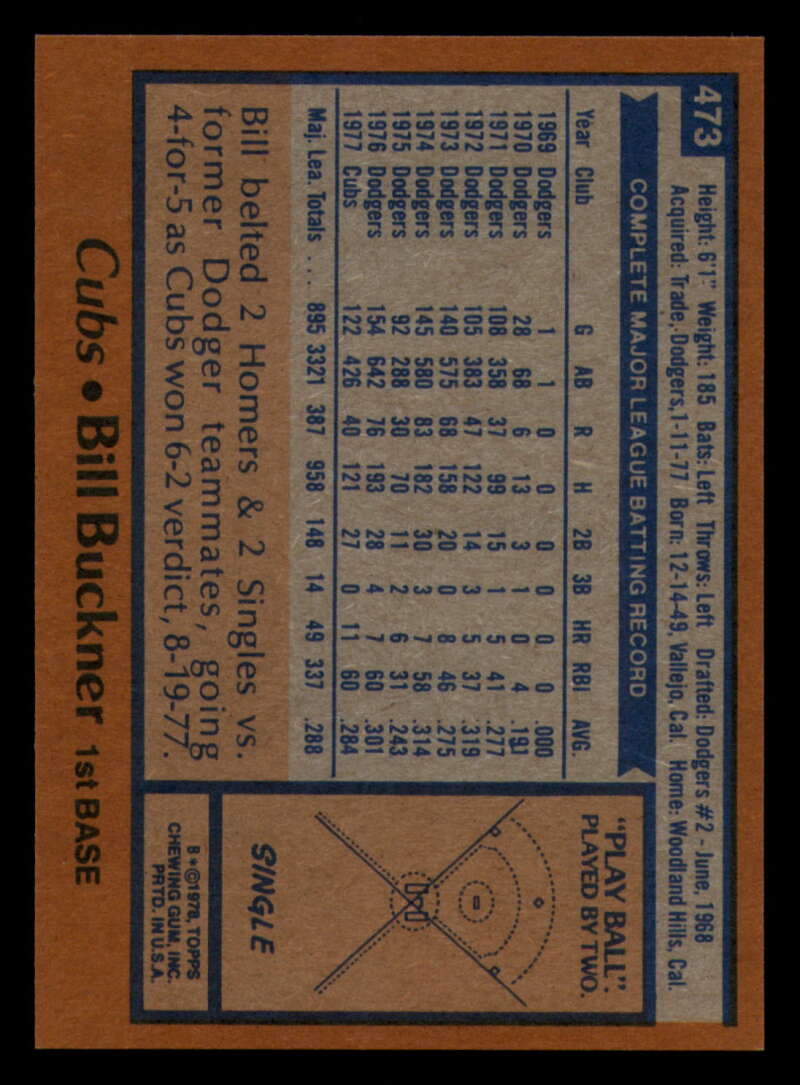 473
Height: 6'1" Weight: 185 Bats: Left Throws: Left Drafted: Dodgers #2 - June, 1968
Acquired: Trade, Dodgers, 1-11-77 Born: 12-14-49, Vallejo, Cal. Home: Woodland Hills, Cal.
COMPLETE MAJOR LEAGUE BATTING RECORD
Year Club G AB R H 2B 3B HR RBI AVG.
1969 Dodgers 1 1 0 0 0 0 0 0 .000
1970 Dodgers 28 68 6 13 3 1 0 4 .191
1971 Dodgers 108 358 37 99 15 1 5 41 .277
1972 Dodgers 105 383 47 122 14 3 5 37 .319
1973 Dodgers 140 575 68 158 20 0 8 46 .275
1974 Dodgers 145 580 83 182 30 3 7 58 .314
1975 Dodgers 92 288 30 70 11 2 6 31 .243
1976 Dodgers 154 642 76 193 28 4 7 60 .301
1977 Cubs 122 426 40 121 27 0 11 60 .284
Maj. Lea. Totals ... 895 3321 387 958 148 14 49 337 .288
Bill belted 2 Homers & 2 Singles vs.
former Dodger teammates, going
4-for-5 as Cubs won 6-2 verdict, 8-19-77.
"PLAY BALL".
PLAYED BY TWO.
SINGLE
B*©1978, TOPPS
CHEWING GUM, INC.
PRTD. IN U.S.A.
Cubs • Bill Buckner 1st BASE